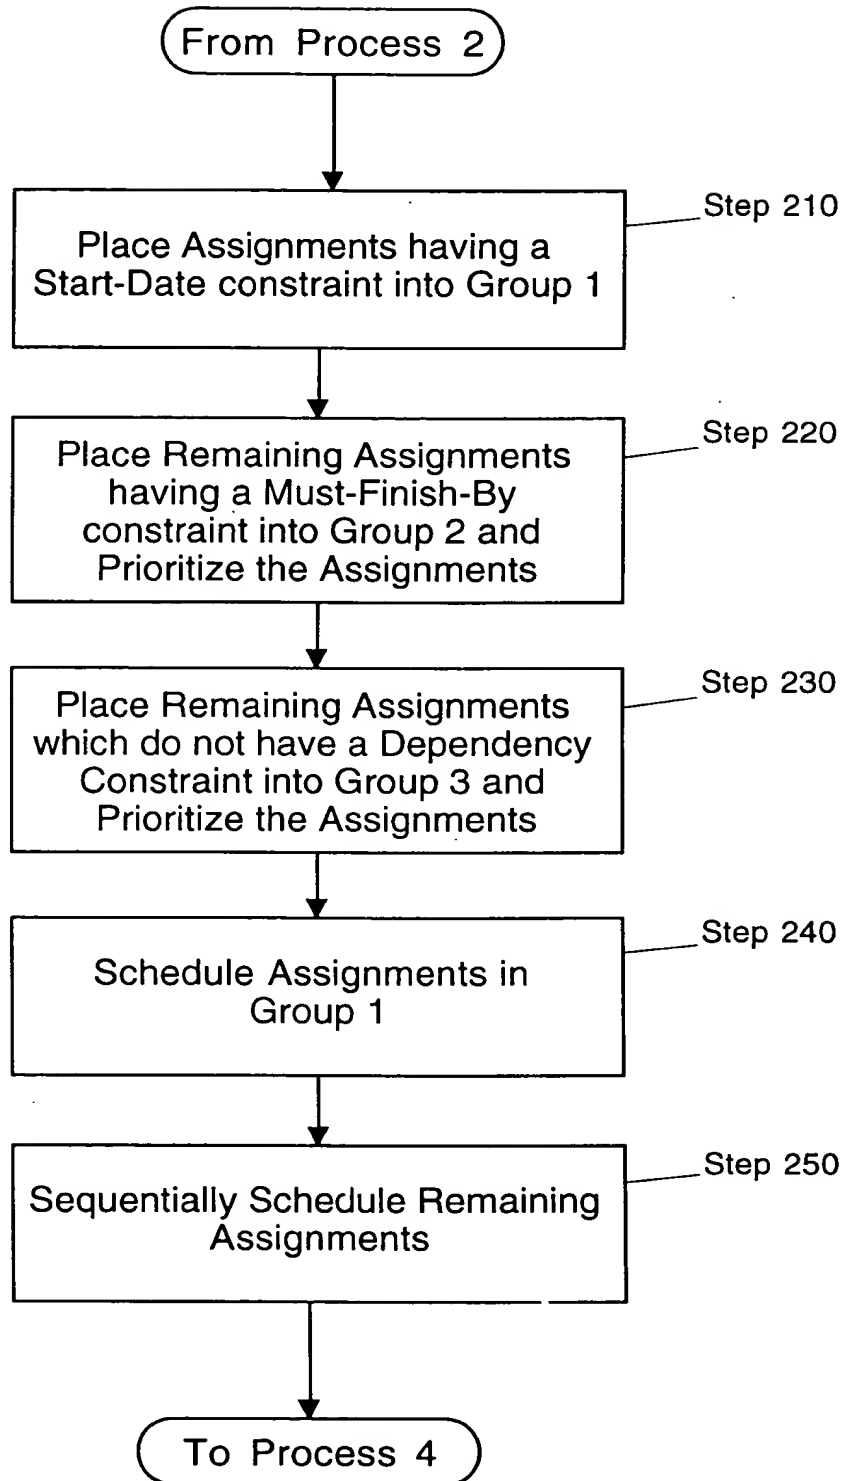 From Process 2
Step 210
Place Assignments having a
Start-Date constraint into Group 1
Step 220
Place Remaining Assignments
having a Must-Finish-By
constraint into Group 2 and
Prioritize the Assignments
Step 230
Place Remaining Assignments
which do not have a Dependency
Constraint into Group 3 and
Prioritize the Assignments
Step 240
Schedule Assignments in
Group 1
Step 250
Sequentially Schedule Remaining
Assignments
To Process 4